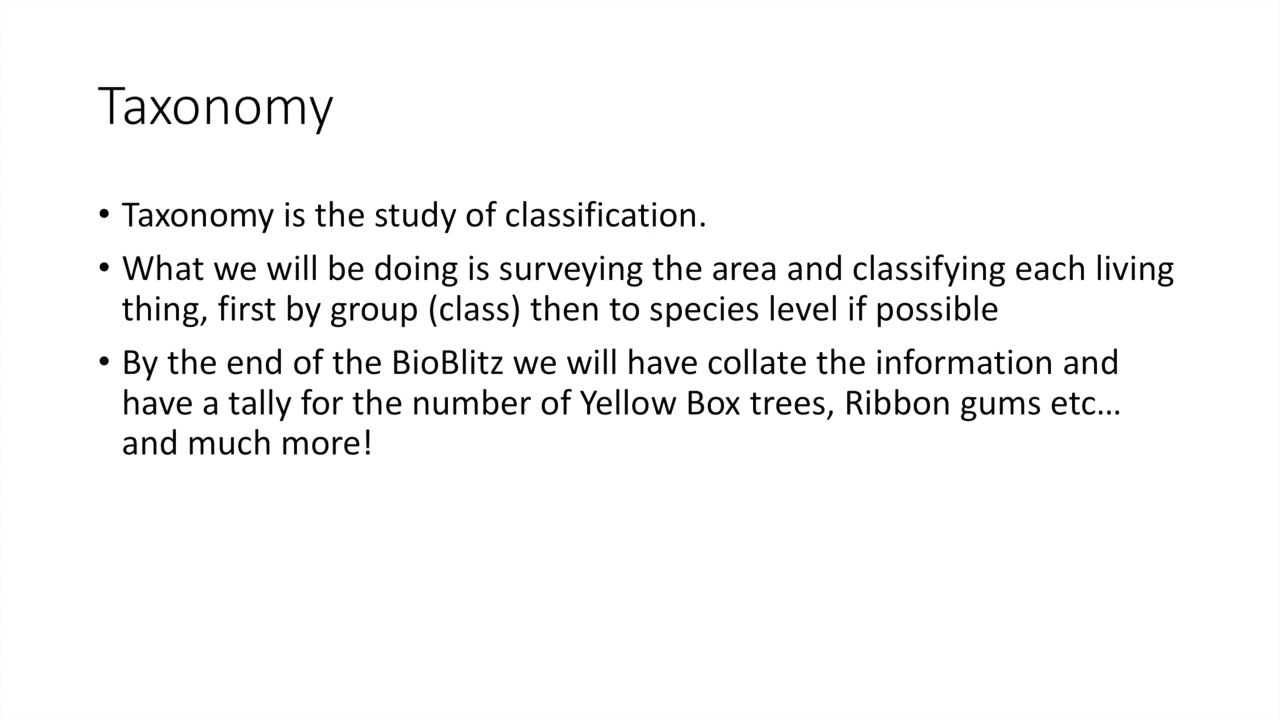 Taxonomy
• Taxonomy is the study of classification.
• What we will be doing is surveying the area and classifying each living
thing, first by group (class) then to species level if possible
• By the end of the BioBlitz we will have collate the information and
have a tally for the number of Yellow Box trees, Ribbon gums etc...
and much more!